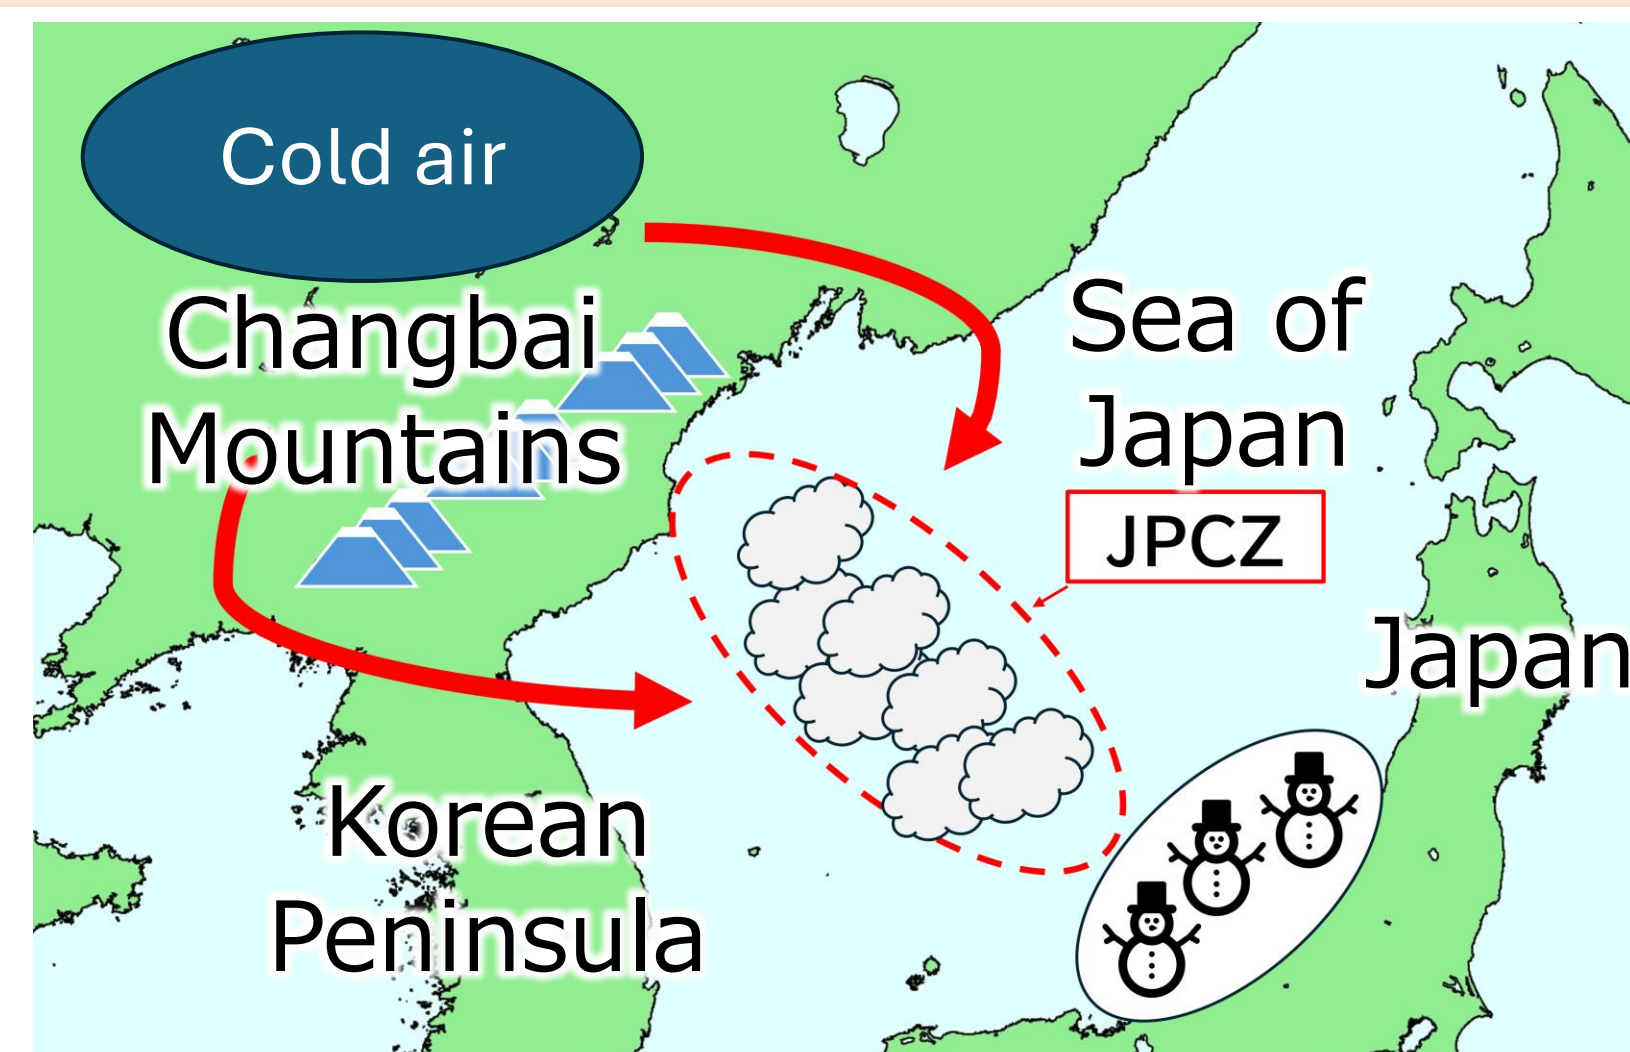 Cold air
Changbai
Mountains
Sea of
Japan
JPCZ
Japan
Korean
Peninsula